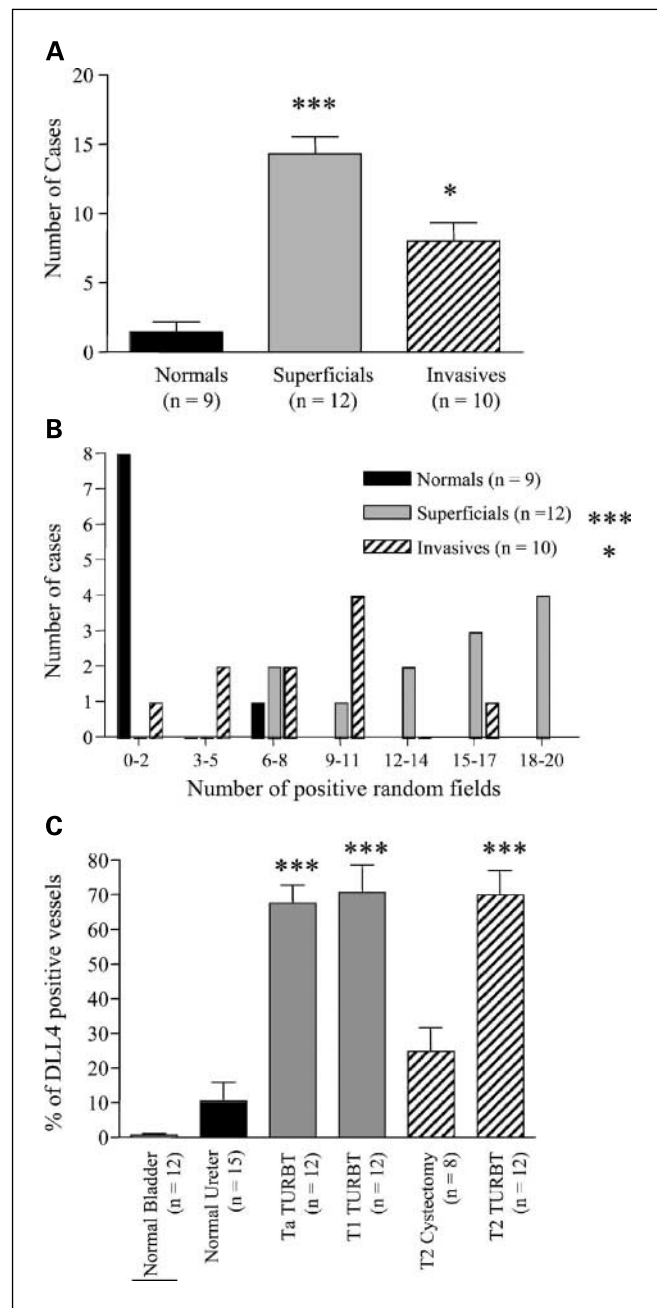 A
20
15
10
5
0
Number of Cases
***
*
Normals
(n = 9)
Superficials
(n = 12)
Invasives
(n = 10)
B
8
7
6
5
4
3
2
1
0
Number of cases
Normals (n = 9)
Superficials (n =12) ***
Invasives (n = 10) *
0-2 3-5 6-8 9-11 12-14 15-17 18-20
Number of positive random fields
C
80
70
60
50
40
30
20
10
0
% of DLL4 positive vessels
*** *** ***
Normal Bladder
(n = 12)
Normal Ureter
(n = 15)
Ta TURBT
(n = 12)
T1 TURBT
(n = 12)
T2 Cystectomy
(n = 8)
T2 TURBT
(n = 12)